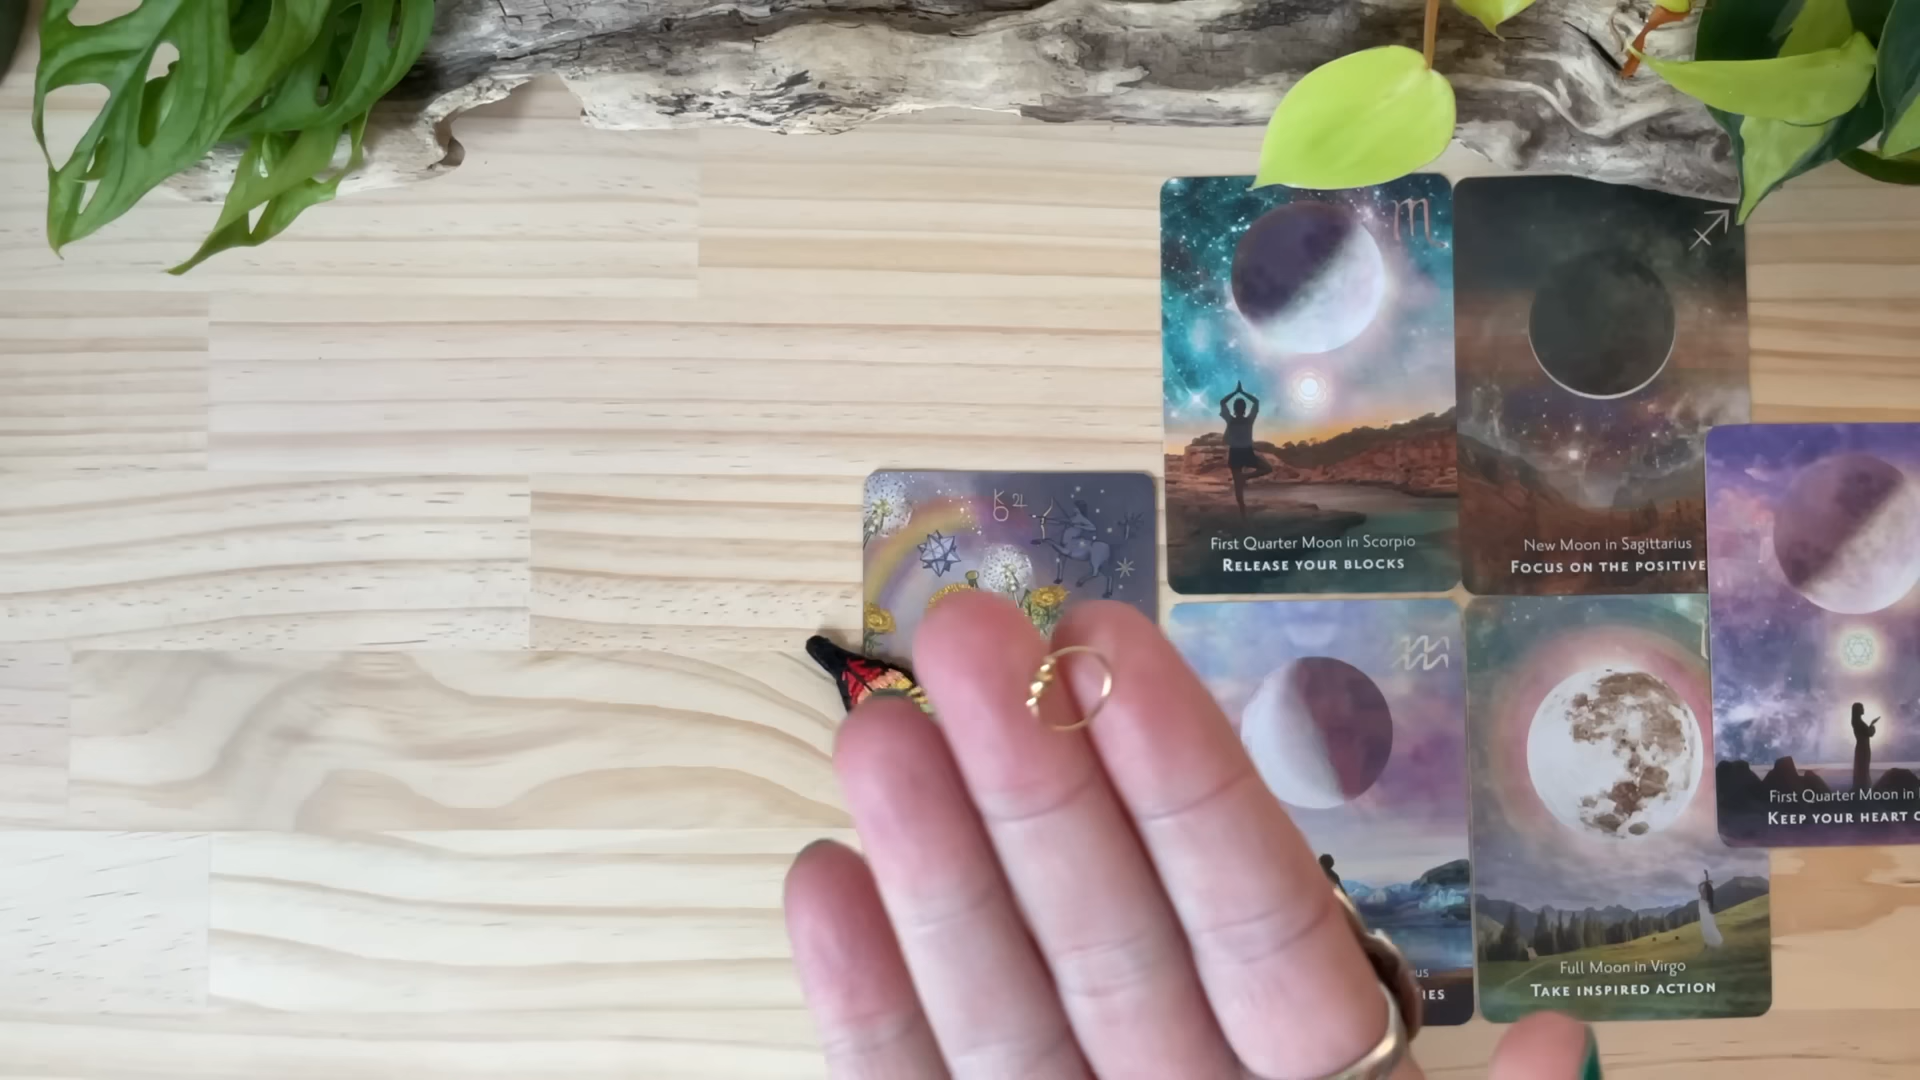 First Quarter Moon in Scorpio
RELEASE YOUR BLOCKS
New Moon in Sagittarius
FOCUS ON THE POSITIVE
First Quarter Moon in
KEEP YOUR HEART
Full Moon in Virgo
TAKE INSPIRED ACTION